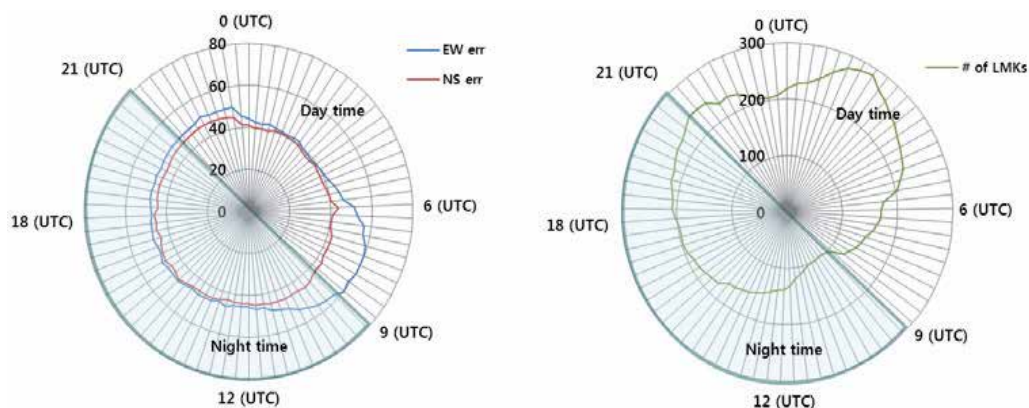 0 (UTC)
80
60
40
20
0
EW err
NS err
Day time
21 (UTC)
18 (UTC)
6 (UTC)
9 (UTC)
Night time
12 (UTC)
0 (UTC)
300
200
100
0
# of LMKs
Day time
21 (UTC)
18 (UTC)
6 (UTC)
9 (UTC)
Night time
12 (UTC)